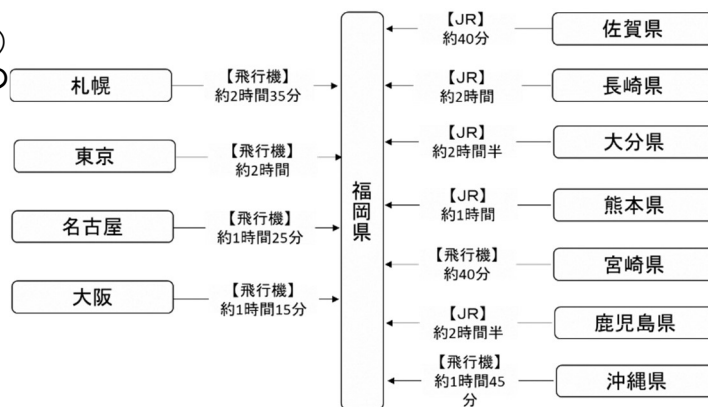 札幌
【飛行機】
約2時間35分
東京
【飛行機】
約2時間
名古屋
【飛行機】
約1時間25分
大阪
【飛行機】
約1時間15分
福岡県
【JR】
約40分
佐賀県
【JR】
約2時間
長崎県
【JR】
約2時間半
大分県
【JR】
約1時間
熊本県
【飛行機】
約40分
宮崎県
【JR】
約2時間半
鹿児島県
【飛行機】
約1時間45
分
沖縄県